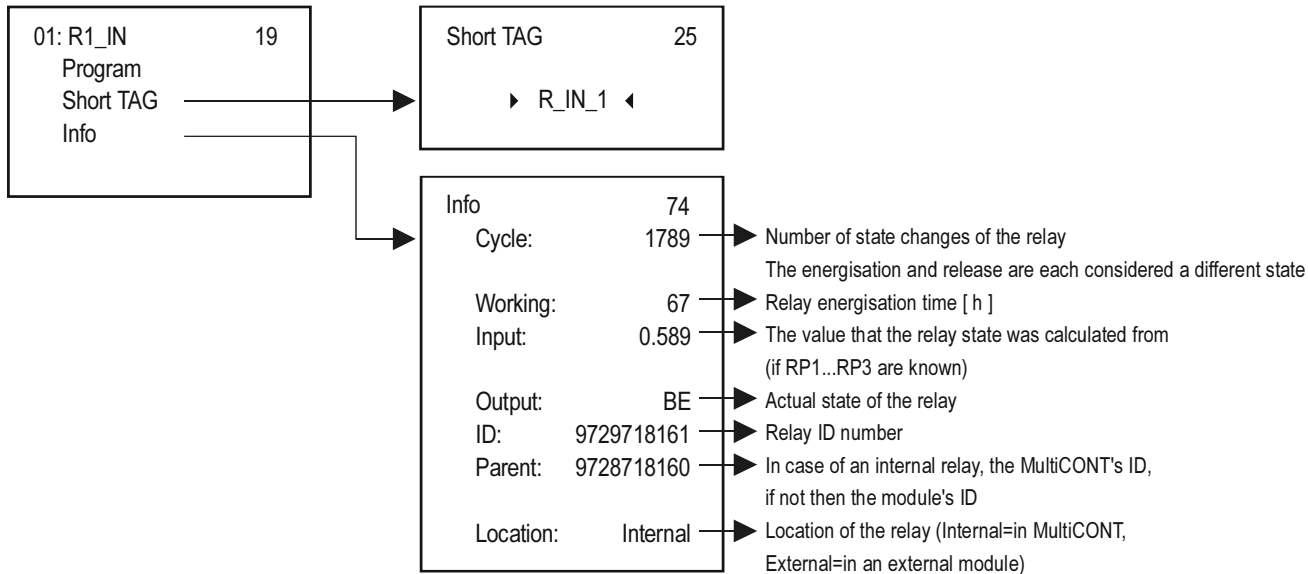 01: R1_IN 19
Program
Short TAG
Info
Short TAG 25
R_IN_1
Info 74
Cycle: 1789
Number of state changes of the relay
The energisation and release are each considered a different state
Working: 67
Relay energisation time [ h ]
Input: 0.589
The value that the relay state was calculated from
(if RP1...RP3 are known)
Output: BE
Actual state of the relay
ID: 9729718161
Relay ID number
Parent: 9728718160
In case of an internal relay, the MultiCONT's ID,
if not then the module's ID
Location: Internal
Location of the relay (Internal=in MultiCONT,
External=in an external module)